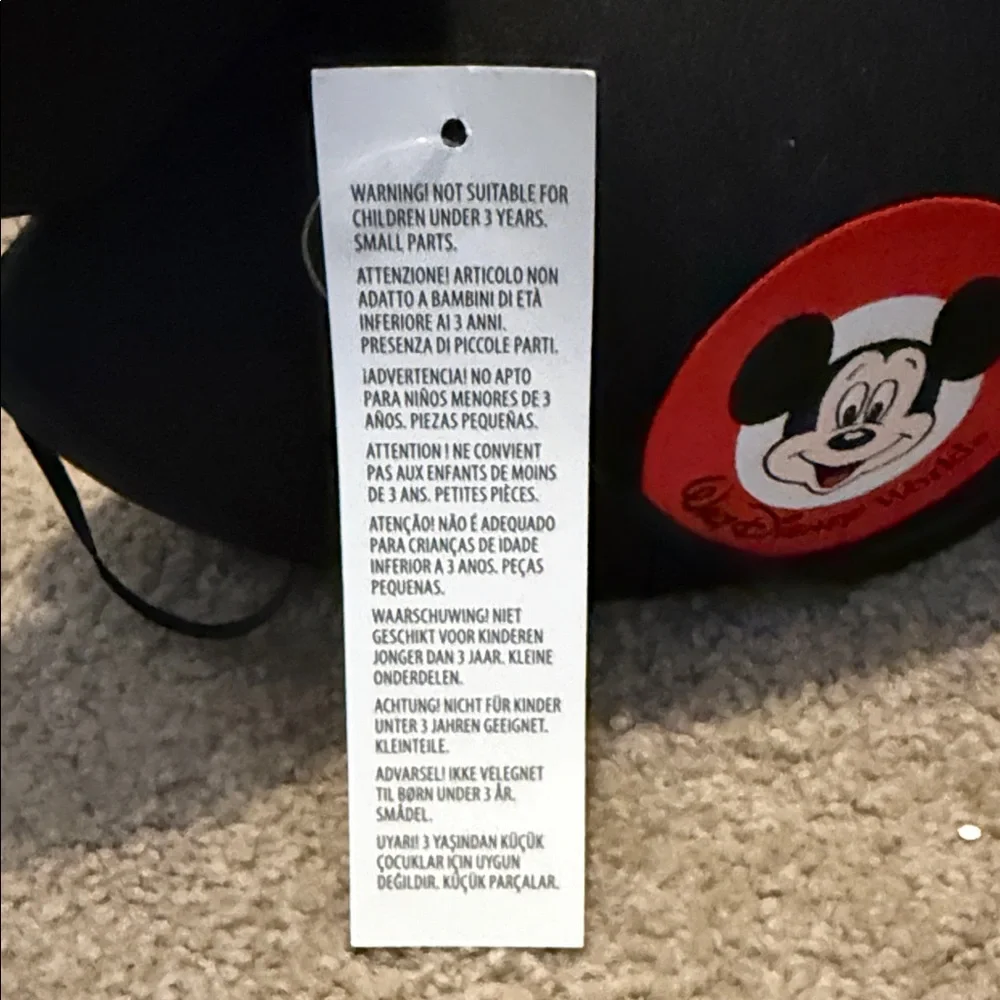 WARNING! NOT SUITABLE FOR
CHILDREN UNDER 3 YEARS.
SMALL PARTS.
ATTENZIONE! ARTICOLO NON
ADATTO A BAMBINI DI ETÀ
INFERIORE AI 3 ANNI.
PRESENZA DI PICCOLE PARTI.
¡ADVERTENCIA! NO APTO
PARA NIÑOS MENORES DE 3
AÑOS. PIEZAS PEQUEÑAS.
ATTENTION ! NE CONVIENT
PAS AUX ENFANTS DE MOINS
DE 3 ANS. PETITES PIÈCES.
ATENÇÃO! NÃO É ADEQUADO
PARA CRIANÇAS DE IDADE
INFERIOR A 3 ANOS. PEÇAS
PEQUENAS.
WAARSCHUWING! NIET
GESCHIKT VOOR KINDEREN
JONGER DAN 3 JAAR. KLEINE
ONDERDELEN.
ACHTUNG! NICHT FÜR KINDER
UNTER 3 JAHREN GEEIGNET.
KLEINTEILE.
ADVARSEL! IKKE VELEGNET
TIL BØRN UNDER 3 ÅR.
SMÅDEL.
UYARI! 3 YAŞINDAN KÜÇÜK
ÇOCUKLAR IÇIN UYGUN
DEĞILDIR. KÜÇÜK PARÇALAR.
Walt Disney World